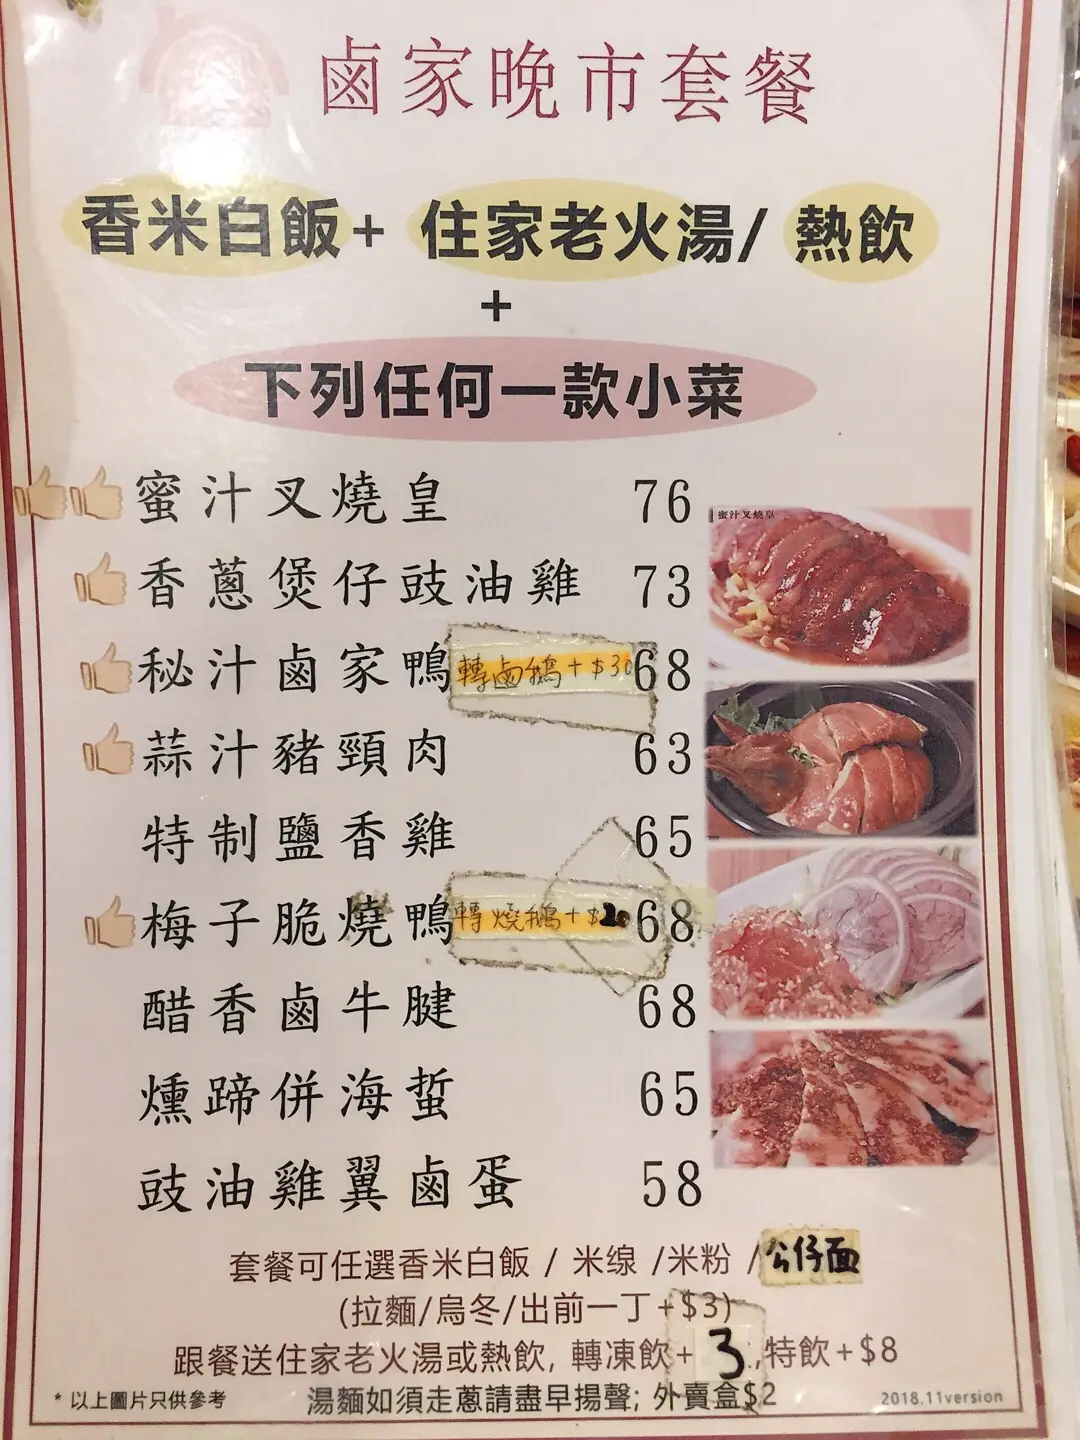 鹵家晚市套餐
香米白飯+ 住家老火湯/ 熱飲
+
下列任何一款小菜
蜜汁叉燒皇 76
蜜汁叉燒皇
香蔥煲仔豉油雞 73
秘汁鹵家鴨 轉鹵鵝+$30 68
蒜汁豬頸肉 63
特制鹽香雞 65
梅子脆燒鴨 轉燒鵝+$20 68
醋香鹵牛腱 68
燻蹄併海蜇 65
豉油雞翼鹵蛋 58
套餐可任選香米白飯 / 米线 /米粉 /公仔面
(拉麵/烏冬/出前一丁+$3)
跟餐送住家老火湯或熱飲, 轉凍飲+3,特飲+$8
* 以上圖片只供參考 湯麵如須走蔥請盡早揚聲; 外賣盒$2 2018.11version